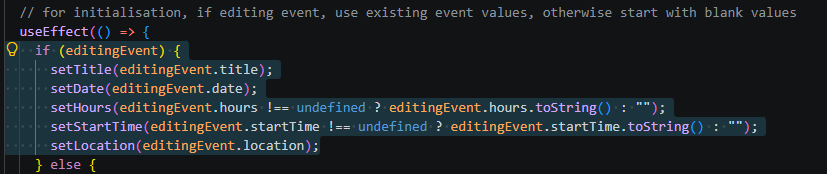 // for initialisation, if editing event, use existing event values, otherwise start with blank values
useEffect(() => {
if (editingEvent) {
setTitle(editingEvent.title);
setDate(editingEvent.date);
setHours(editingEvent.hours !== undefined ? editingEvent.hours.toString() : "");
setStartTime(editingEvent.startTime !== undefined ? editingEvent.startTime.toString() : "");
setLocation(editingEvent.location);
} else {